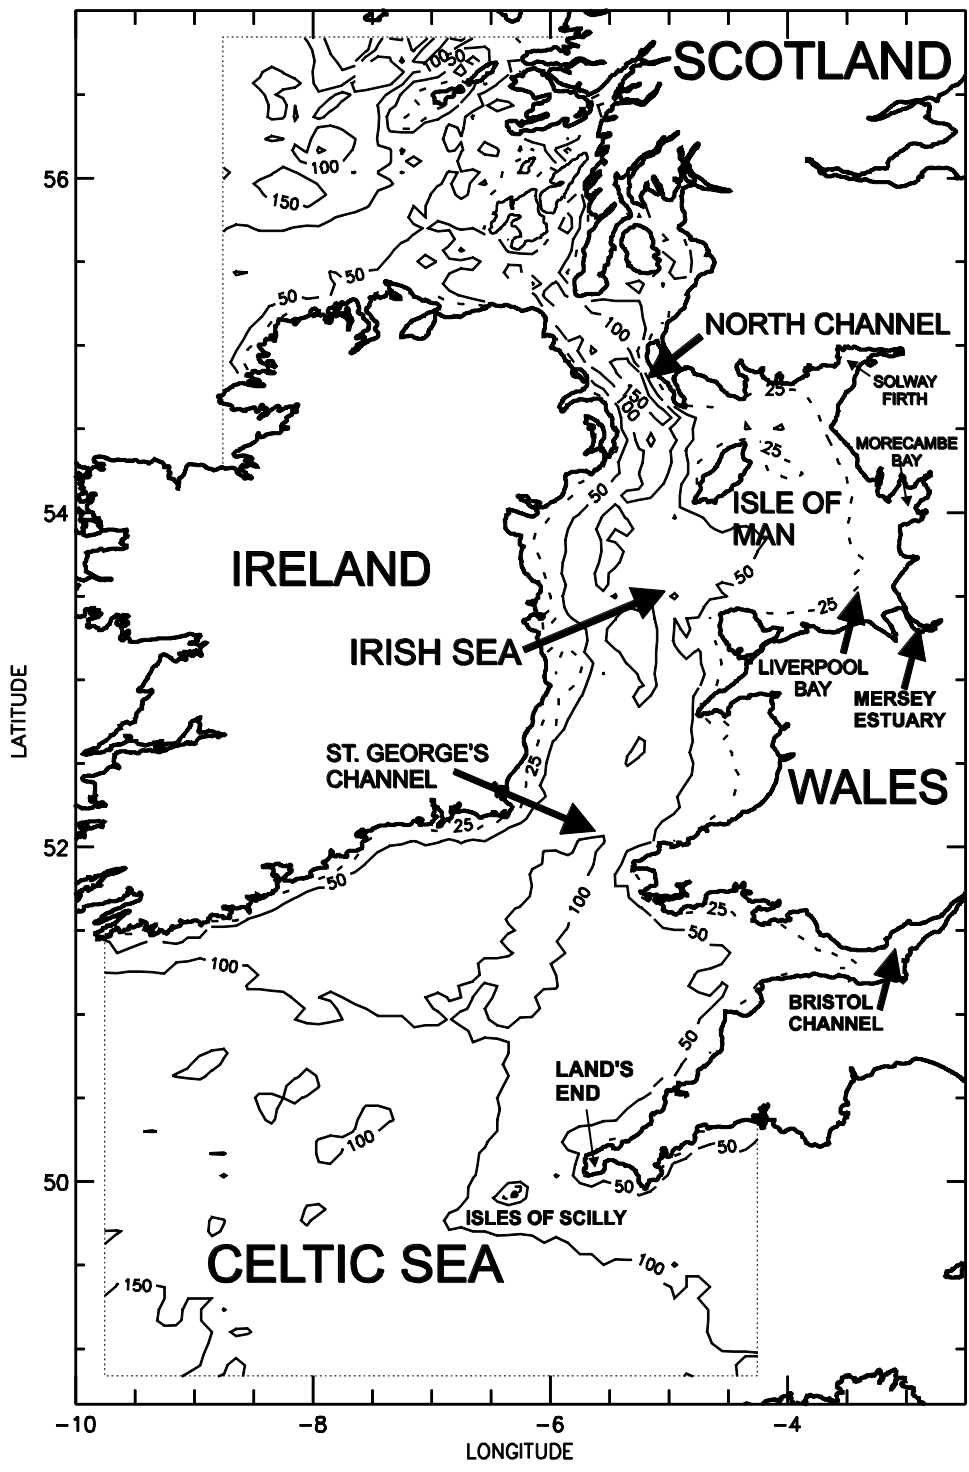 SCOTLAND
100
50
56
100
150
50
50
100
NORTH CHANNEL
150
25
SOLWAY
FIRTH
25
MORECAMBE
BAY
50
54
ISLE OF
MAN
IRELAND
50
25
IRISH SEA
LIVERPOOL
BAY
MERSEY
ESTUARY
LATITUDE
ST. GEORGE'S
CHANNEL
25
WALES
25
52
50
100
25
50
100
BRISTOL
CHANNEL
50
LAND'S
END
100
50
50
50
ISLES OF SCILLY
CELTIC SEA
100
150
-10
-8
-6
-4
LONGITUDE